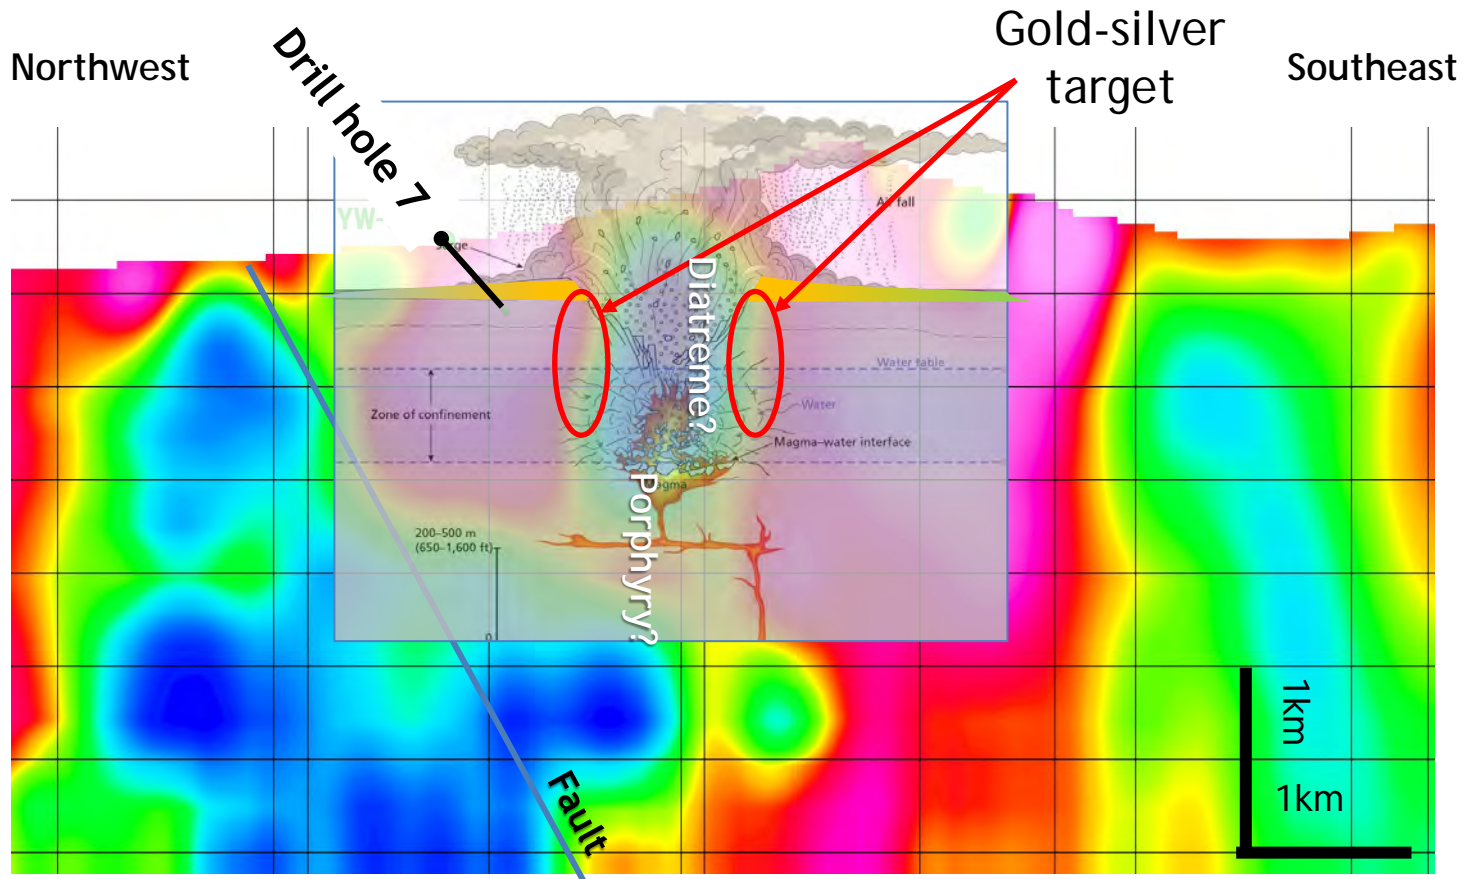 Gold-silver
target
Northwest
Southeast
Drill hole 7
YW-
Air fall
Surge
Diatreme?
Water table
Zone of confinement
Water
Magma–water interface
Magma
Porphyry?
200–500 m
(650–1,600 ft)
0
Fault
1km
1km